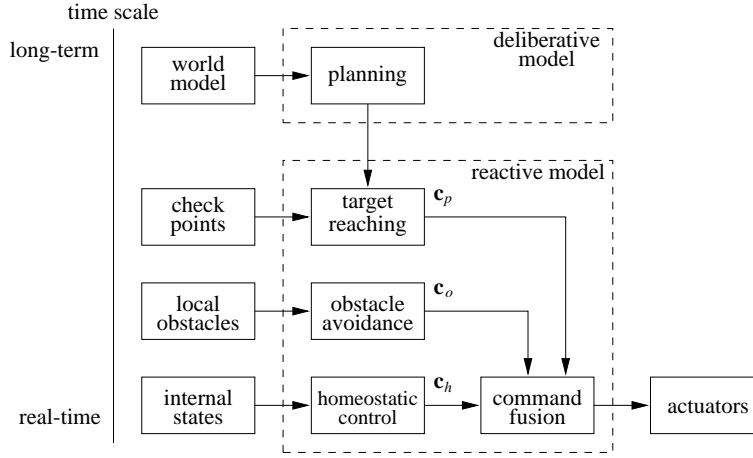 time scale
long-term
world
model
planning
deliberative
model
reactive model
check
points
target
reaching
c_p
local
obstacles
obstacle
avoidance
c_o
real-time
internal
states
homeostatic
control
c_h
command
fusion
actuators